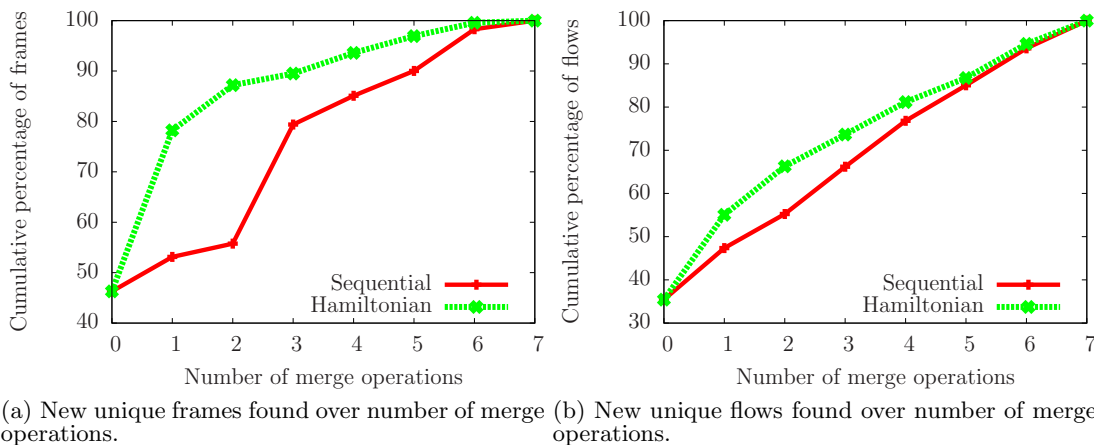 Cumulative percentage of frames
100
90
80
70
60
50
40
Sequential
Hamiltonian
0 1 2 3 4 5 6 7
Number of merge operations
(a) New unique frames found over number of merge
operations.
Cumulative percentage of flows
100
90
80
70
60
50
40
30
Sequential
Hamiltonian
0 1 2 3 4 5 6 7
Number of merge operations
(b) New unique flows found over number of merge
operations.